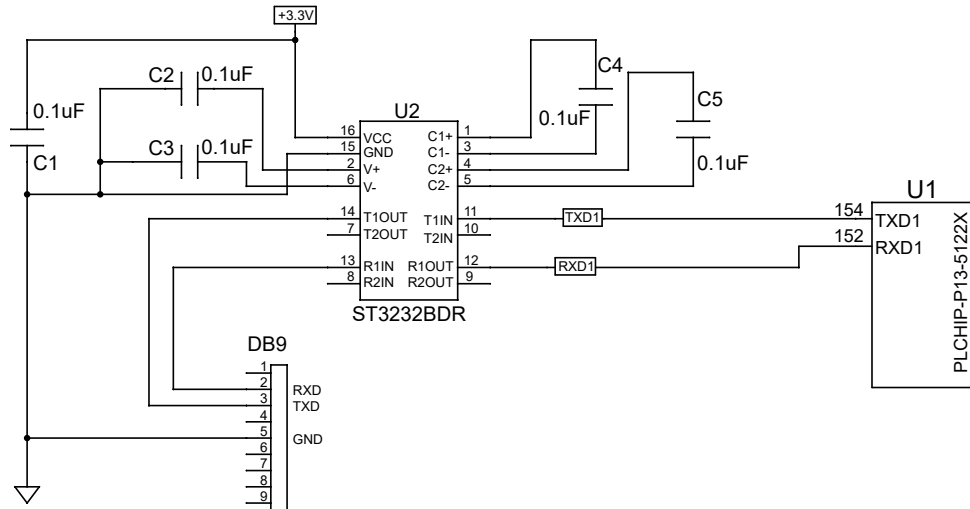 +3.3V
0.1uF
C1
C2 0.1uF
C3 0.1uF
U2
16 VCC C1+ 1
15 GND C1- 3
2 V+ C2+ 4
6 V- C2- 5
14 T1OUT T1IN 11
7 T2OUT T2IN 10
13 R1IN R1OUT 12
8 R2IN R2OUT 9
ST3232BDR
C4
0.1uF
C5
0.1uF
TXD1
RXD1
U1
154 TXD1
152 RXD1
PLCHIP-P13-5122X
DB9
1
2 RXD
3 TXD
4
5 GND
6
7
8
9